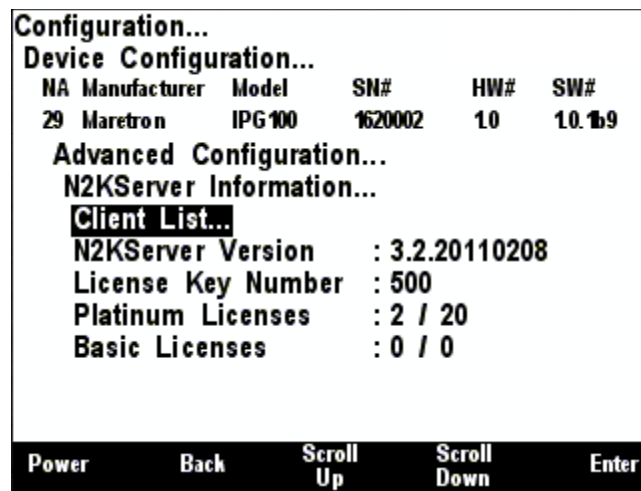 Configuration...
Device Configuration...
NA Manufacturer Model SN# HW# SW#
29 Maretron IPG100 1620002 1.0 1.0.1b9
Advanced Configuration...
N2KServer Information...
Client List...
N2KServer Version : 3.2.20110208
License Key Number : 500
Platinum Licenses : 2 / 20
Basic Licenses : 0 / 0
Power Back Scroll Up Scroll Down Enter